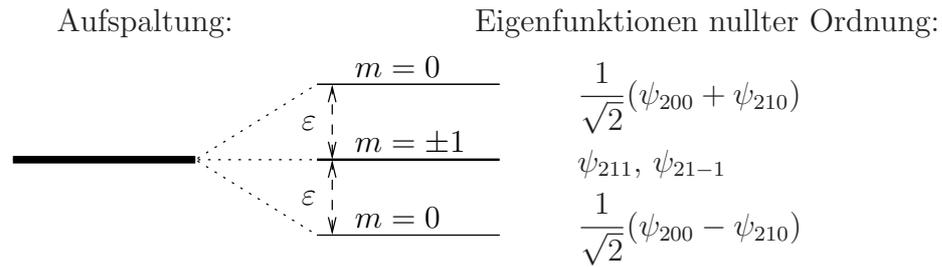 Aufspaltung: Eigenfunktionen nullter Ordnung:
m = 0 1/√2 (ψ200 + ψ210)
ε
m = ±1 ψ211, ψ21−1
ε
m = 0 1/√2 (ψ200 − ψ210)